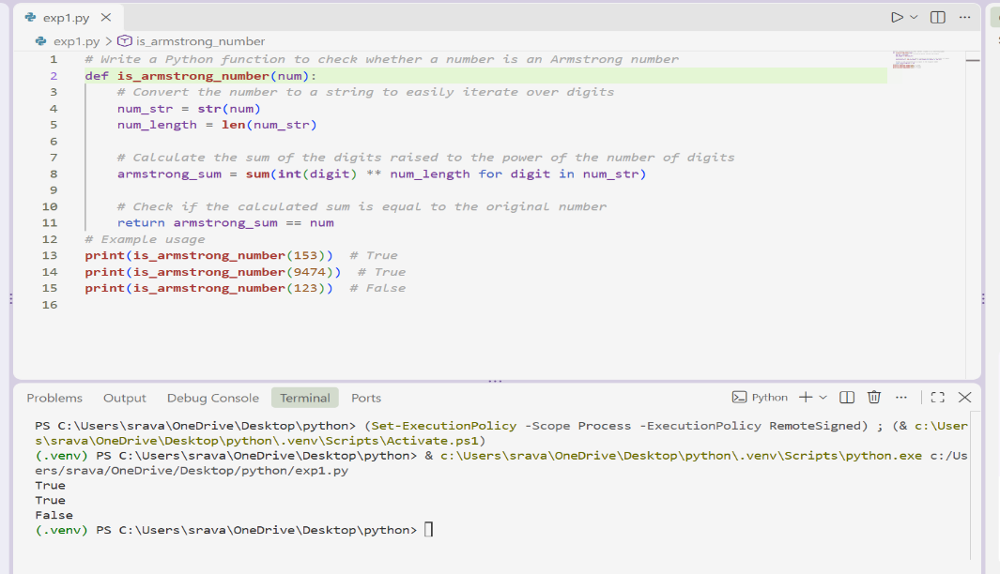 exp1.py
exp1.py > is_armstrong_number
1 # Write a Python function to check whether a number is an Armstrong number
2 def is_armstrong_number(num):
3     # Convert the number to a string to easily iterate over digits
4     num_str = str(num)
5     num_length = len(num_str)
6
7     # Calculate the sum of the digits raised to the power of the number of digits
8     armstrong_sum = sum(int(digit) ** num_length for digit in num_str)
9
10     # Check if the calculated sum is equal to the original number
11     return armstrong_sum == num
12 # Example usage
13 print(is_armstrong_number(153))  # True
14 print(is_armstrong_number(9474))  # True
15 print(is_armstrong_number(123))  # False
16
Problems Output Debug Console Terminal Ports Python
PS C:\Users\srava\OneDrive\Desktop\python> (Set-ExecutionPolicy -Scope Process -ExecutionPolicy RemoteSigned) ; (& c:\User
s\srava\OneDrive\Desktop\python\.venv\Scripts\Activate.ps1)
(.venv) PS C:\Users\srava\OneDrive\Desktop\python> & c:\Users\srava\OneDrive\Desktop\python\.venv\Scripts\python.exe c:/Us
ers/srava/OneDrive/Desktop/python/exp1.py
True
True
False
(.venv) PS C:\Users\srava\OneDrive\Desktop\python>